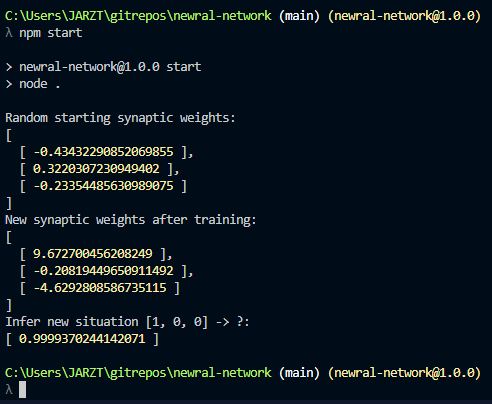 C:\Users\JARZT\gitrepos\newral-network (main) (newral-network@1.0.0)
λ npm start
> newral-network@1.0.0 start
> node .
Random starting synaptic weights:
[
[ -0.43432290852069855 ],
[ 0.3220307230949402 ],
[ -0.23354485630989075 ]
]
New synaptic weights after training:
[
[ 9.672700456208249 ],
[ -0.20819449650911492 ],
[ -4.6292808586735115 ]
]
Infer new situation [1, 0, 0] -> ?:
[ 0.9999370244142071 ]
C:\Users\JARZT\gitrepos\newral-network (main) (newral-network@1.0.0)
λ